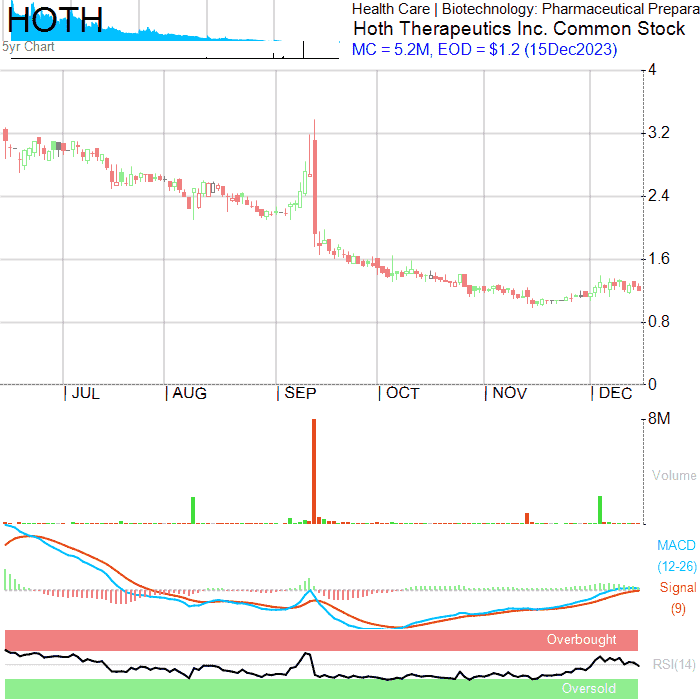 HOTH
Health Care | Biotechnology: Pharmaceutical Prepara
Hoth Therapeutics Inc. Common Stock
5yr Chart
MC = 5.2M, EOD = $1.2 (15Dec2023)
4
3.2
2.4
1.6
0.8
0
| JUL | AUG | SEP | OCT | NOV | DEC
8M
Volume
MACD
(12-26)
Signal
(9)
Overbought
RSI(14)
Oversold